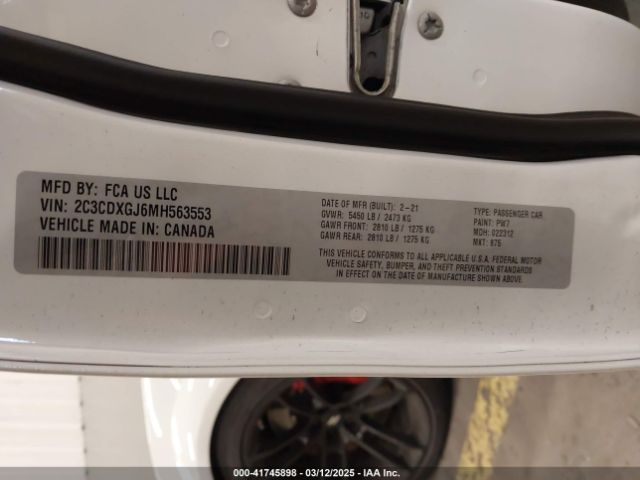 MFD BY: FCA US LLC
VIN: 2C3CDXGJ6MH563553
VEHICLE MADE IN: CANADA
DATE OF MFR (BUILT): 2-21
GVWR: 5450 LB / 2473 KG
GAWR FRONT: 2810 LB / 1275 KG
GAWR REAR: 2810 LB / 1275 KG
TYPE: PASSENGER CAR
PAINT: PW7
MDH: 022312
MKT: 875
THIS VEHICLE CONFORMS TO ALL APPLICABLE U.S.A. FEDERAL MOTOR
VEHICLE SAFETY, BUMPER, AND THEFT PREVENTION STANDARDS
IN EFFECT ON THE DATE OF MANUFACTURE SHOWN ABOVE
000-41745898 - 03/12/2025 - IAA Inc.